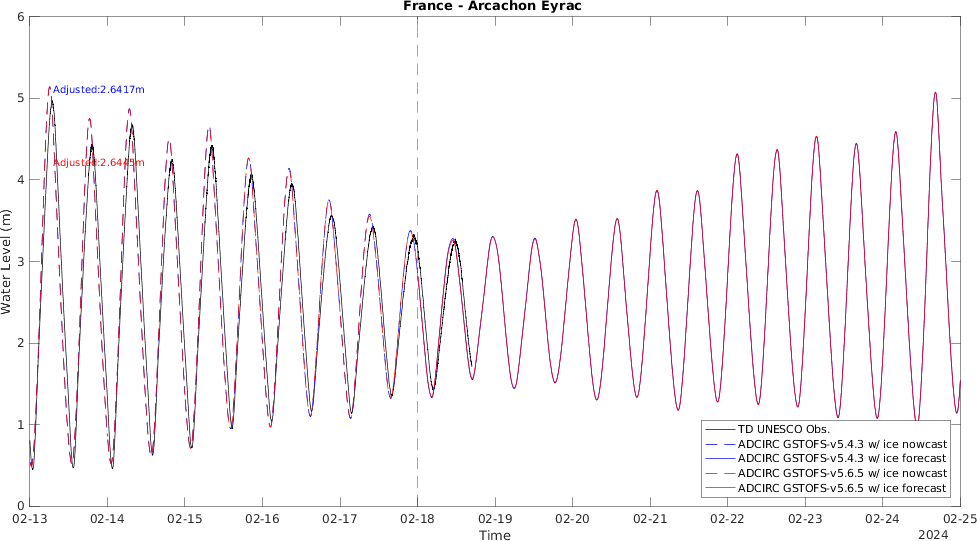 France - Arcachon Eyrac
6
5
4
3
2
1
0
Water Level (m)
Adjusted:2.6417m
Adjusted:2.6445m
TD UNESCO Obs.
ADCIRC GSTOFS-v5.4.3 w/ ice nowcast
ADCIRC GSTOFS-v5.4.3 w/ ice forecast
ADCIRC GSTOFS-v5.6.5 w/ ice nowcast
ADCIRC GSTOFS-v5.6.5 w/ ice forecast
02-13 02-14 02-15 02-16 02-17 02-18 02-19 02-20 02-21 02-22 02-23 02-24 02-25
Time
2024